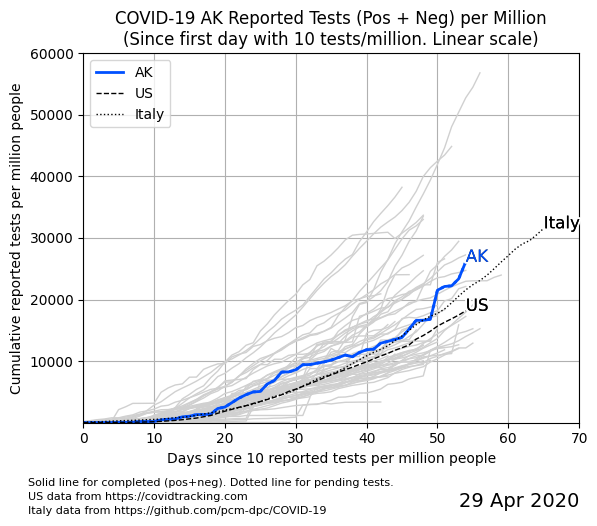 COVID-19 AK Reported Tests (Pos + Neg) per Million
(Since first day with 10 tests/million. Linear scale)
Cumulative reported tests per million people
60000
50000
40000
30000
20000
10000
AK
US
Italy
Italy
AK
US
0 10 20 30 40 50 60 70
Days since 10 reported tests per million people
Solid line for completed (pos+neg). Dotted line for pending tests.
US data from https://covidtracking.com
Italy data from https://github.com/pcm-dpc/COVID-19
29 Apr 2020